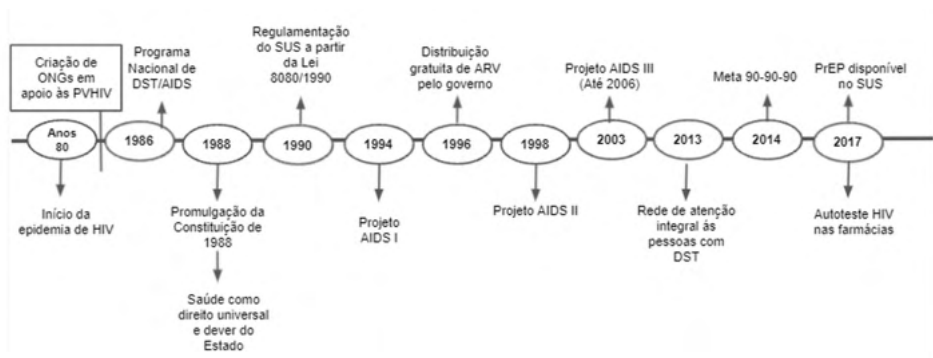 Criação de
ONGs em
apoio às PVHIV
Anos
80
Início da
epidemia de HIV
Programa
Nacional de
DST/AIDS
1986
1988
Promulgação da
Constituição de
1988
Saúde como
direito universal
e dever do
Estado
Regulamentação
do SUS a partir
da Lei
8080/1990
1990
1994
Projeto
AIDS I
Distribuição
gratuita de ARV
pelo governo
1996
1998
Projeto AIDS II
Projeto AIDS III
(Até 2006)
2003
2013
Rede de atenção
integral ás
pessoas com
DST
Meta 90-90-90
2014
PrEP disponível
no SUS
2017
Autoteste HIV
nas farmácias